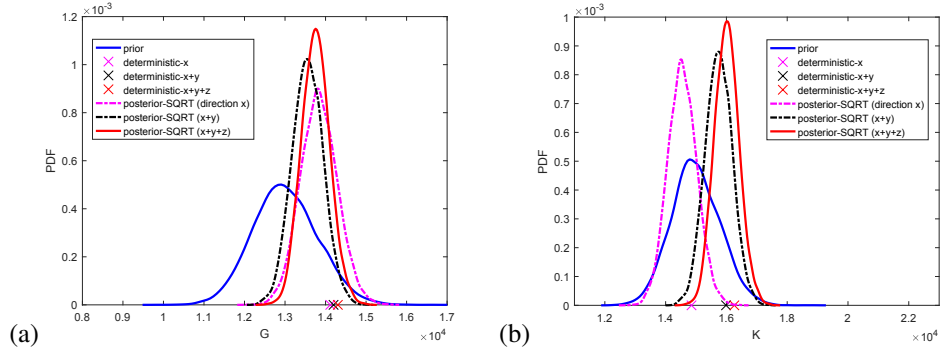 ×10⁻³
1.2
1
0.8
0.6
0.4
0.2
0
PDF
prior
deterministic-x
deterministic-x+y
deterministic-x+y+z
posterior-SQRT (direction x)
posterior-SQRT (x+y)
posterior-SQRT (x+y+z)
0.8 0.9 1 1.1 1.2 1.3 1.4 1.5 1.6 1.7
G
×10⁴
(a)
×10⁻³
1
0.9
0.8
0.7
0.6
0.5
0.4
0.3
0.2
0.1
0
PDF
prior
deterministic-x
deterministic-x+y
deterministic-x+y+z
posterior-SQRT (direction x)
posterior-SQRT (x+y)
posterior-SQRT (x+y+z)
1.2 1.4 1.6 1.8 2 2.2
K
×10⁴
(b)